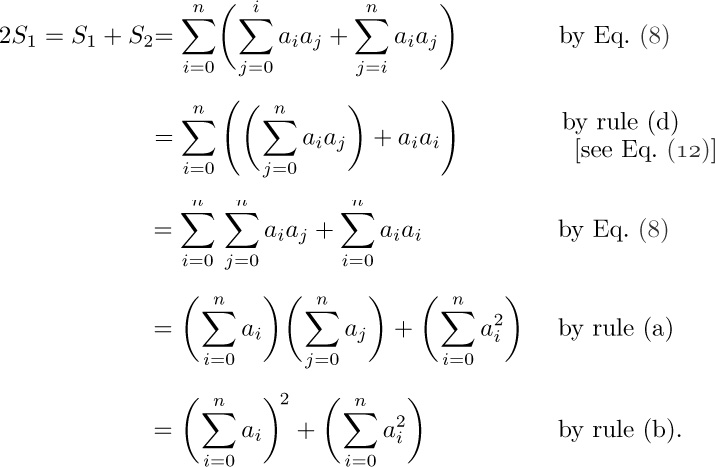 2S_1 = S_1 + S_2 = \sum_{i=0}^{n} \left( \sum_{j=0}^{i} a_i a_j + \sum_{j=i}^{n} a_i a_j \right) by Eq. (8)
= \sum_{i=0}^{n} \left( \left( \sum_{j=0}^{n} a_i a_j \right) + a_i a_i \right) by rule (d)
[see Eq. (12)]
= \sum_{i=0}^{n} \sum_{j=0}^{n} a_i a_j + \sum_{i=0}^{n} a_i a_i by Eq. (8)
= \left( \sum_{i=0}^{n} a_i \right) \left( \sum_{j=0}^{n} a_j \right) + \left( \sum_{i=0}^{n} a_i^2 \right) by rule (a)
= \left( \sum_{i=0}^{n} a_i \right)^2 + \left( \sum_{i=0}^{n} a_i^2 \right) by rule (b).